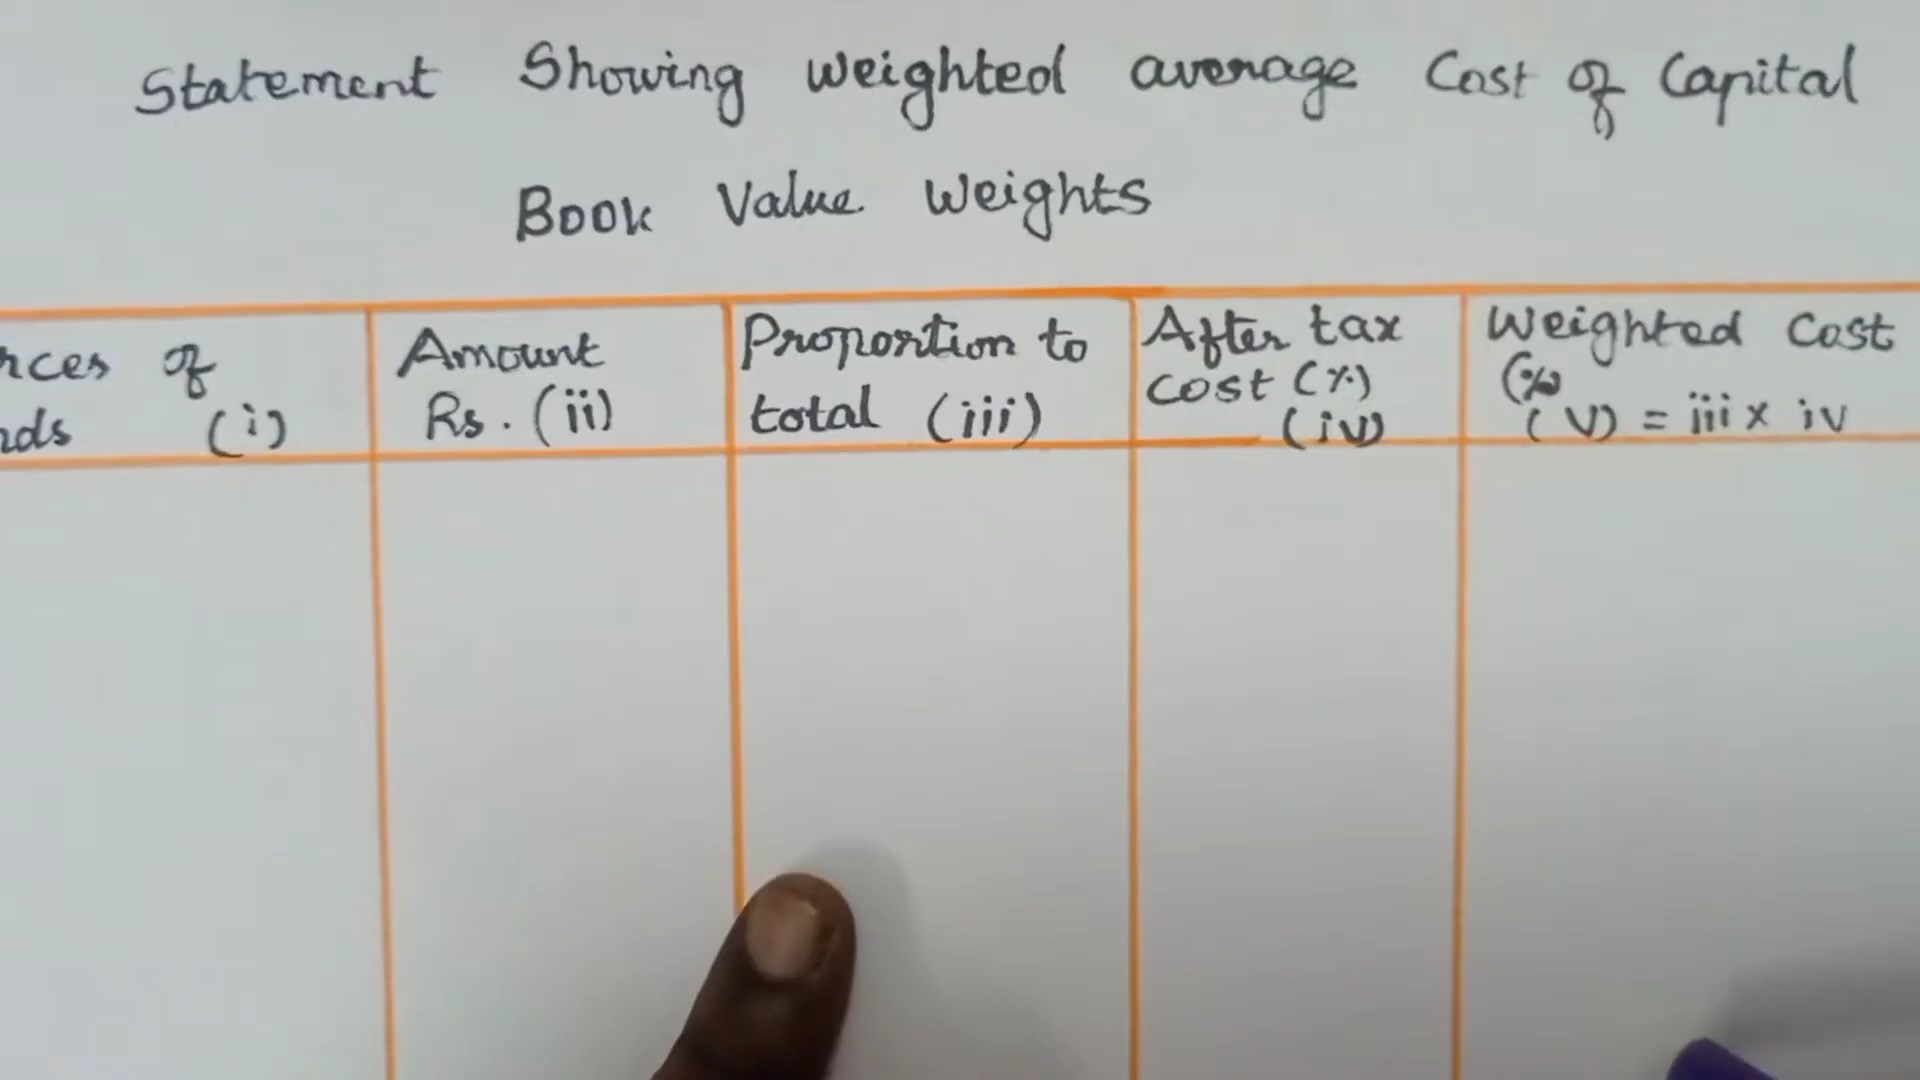 Statement Showing weighted average Cost of Capital
Book Value Weights
rces of
nds (i)
Amount
Rs. (ii)
Proportion to
total (iii)
After tax
cost (%)
(iv)
Weighted Cost
(%)
(V) = iii x iv